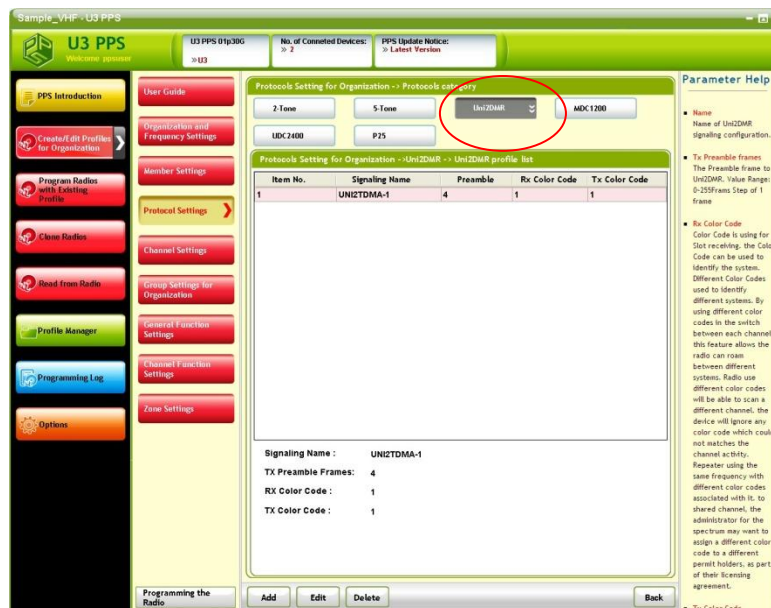 Sample_VHF - U3 PPS
U3 PPS
Welcome ppsuser
U3 PPS 01p30G
»U3
No. of Conneted Devices:
» 2
PPS Update Notice:
» Latest Version
PPS Introduction
Create/Edit Profiles
for Organization
Program Radios
with Existing
Profile
Clone Radios
Read from Radio
Profile Manager
Programming Log
Options
User Guide
Organization and
Frequency Settings
Member Settings
Protocol Settings
Channel Settings
Group Settings for
Organization
General Function
Settings
Channel Function
Settings
Zone Settings
Programming the
Radio
Protocols Setting for Organization -> Protocols category
2-Tone
5-Tone
Uni2DMR
MDC1200
UDC2400
P25
Protocols Setting for Organization ->Uni2DMR -> Uni2DMR profile list
Item No. Signaling Name Preamble Rx Color Code Tx Color Code
1 UNI2TDMA-1 4 1 1
Signaling Name : UNI2TDMA-1
TX Preamble Frames: 4
RX Color Code : 1
TX Color Code : 1
Add
Edit
Delete
Back
Parameter Help
Name
Name of Uni2DMR
signaling configuration.
Tx Preamble frames
The Preamble frame to
Uni2DMR. Value Range:
0-255Frams Step of 1
frame
Rx Color Code
Color Code is using for
Slot receiving. the Colo
Code can be used to
identify the system.
Different Color Codes
used to identify
different systems. By
using different color
codes in the switch
between each channel
this feature allows the
radio can roam
between different
systems. Radio use
different color codes
will be able to scan a
different channel. the
device will ignore any
color code which coul
not matches the
channel activity.
Repeater using the
same frequency with
different color codes
associated with it. to
shared channel, the
administrator for the
spectrum may want to
assign a different color
code to a different
permit holders, as part
of their licensing
agreement.
Tx Color Code